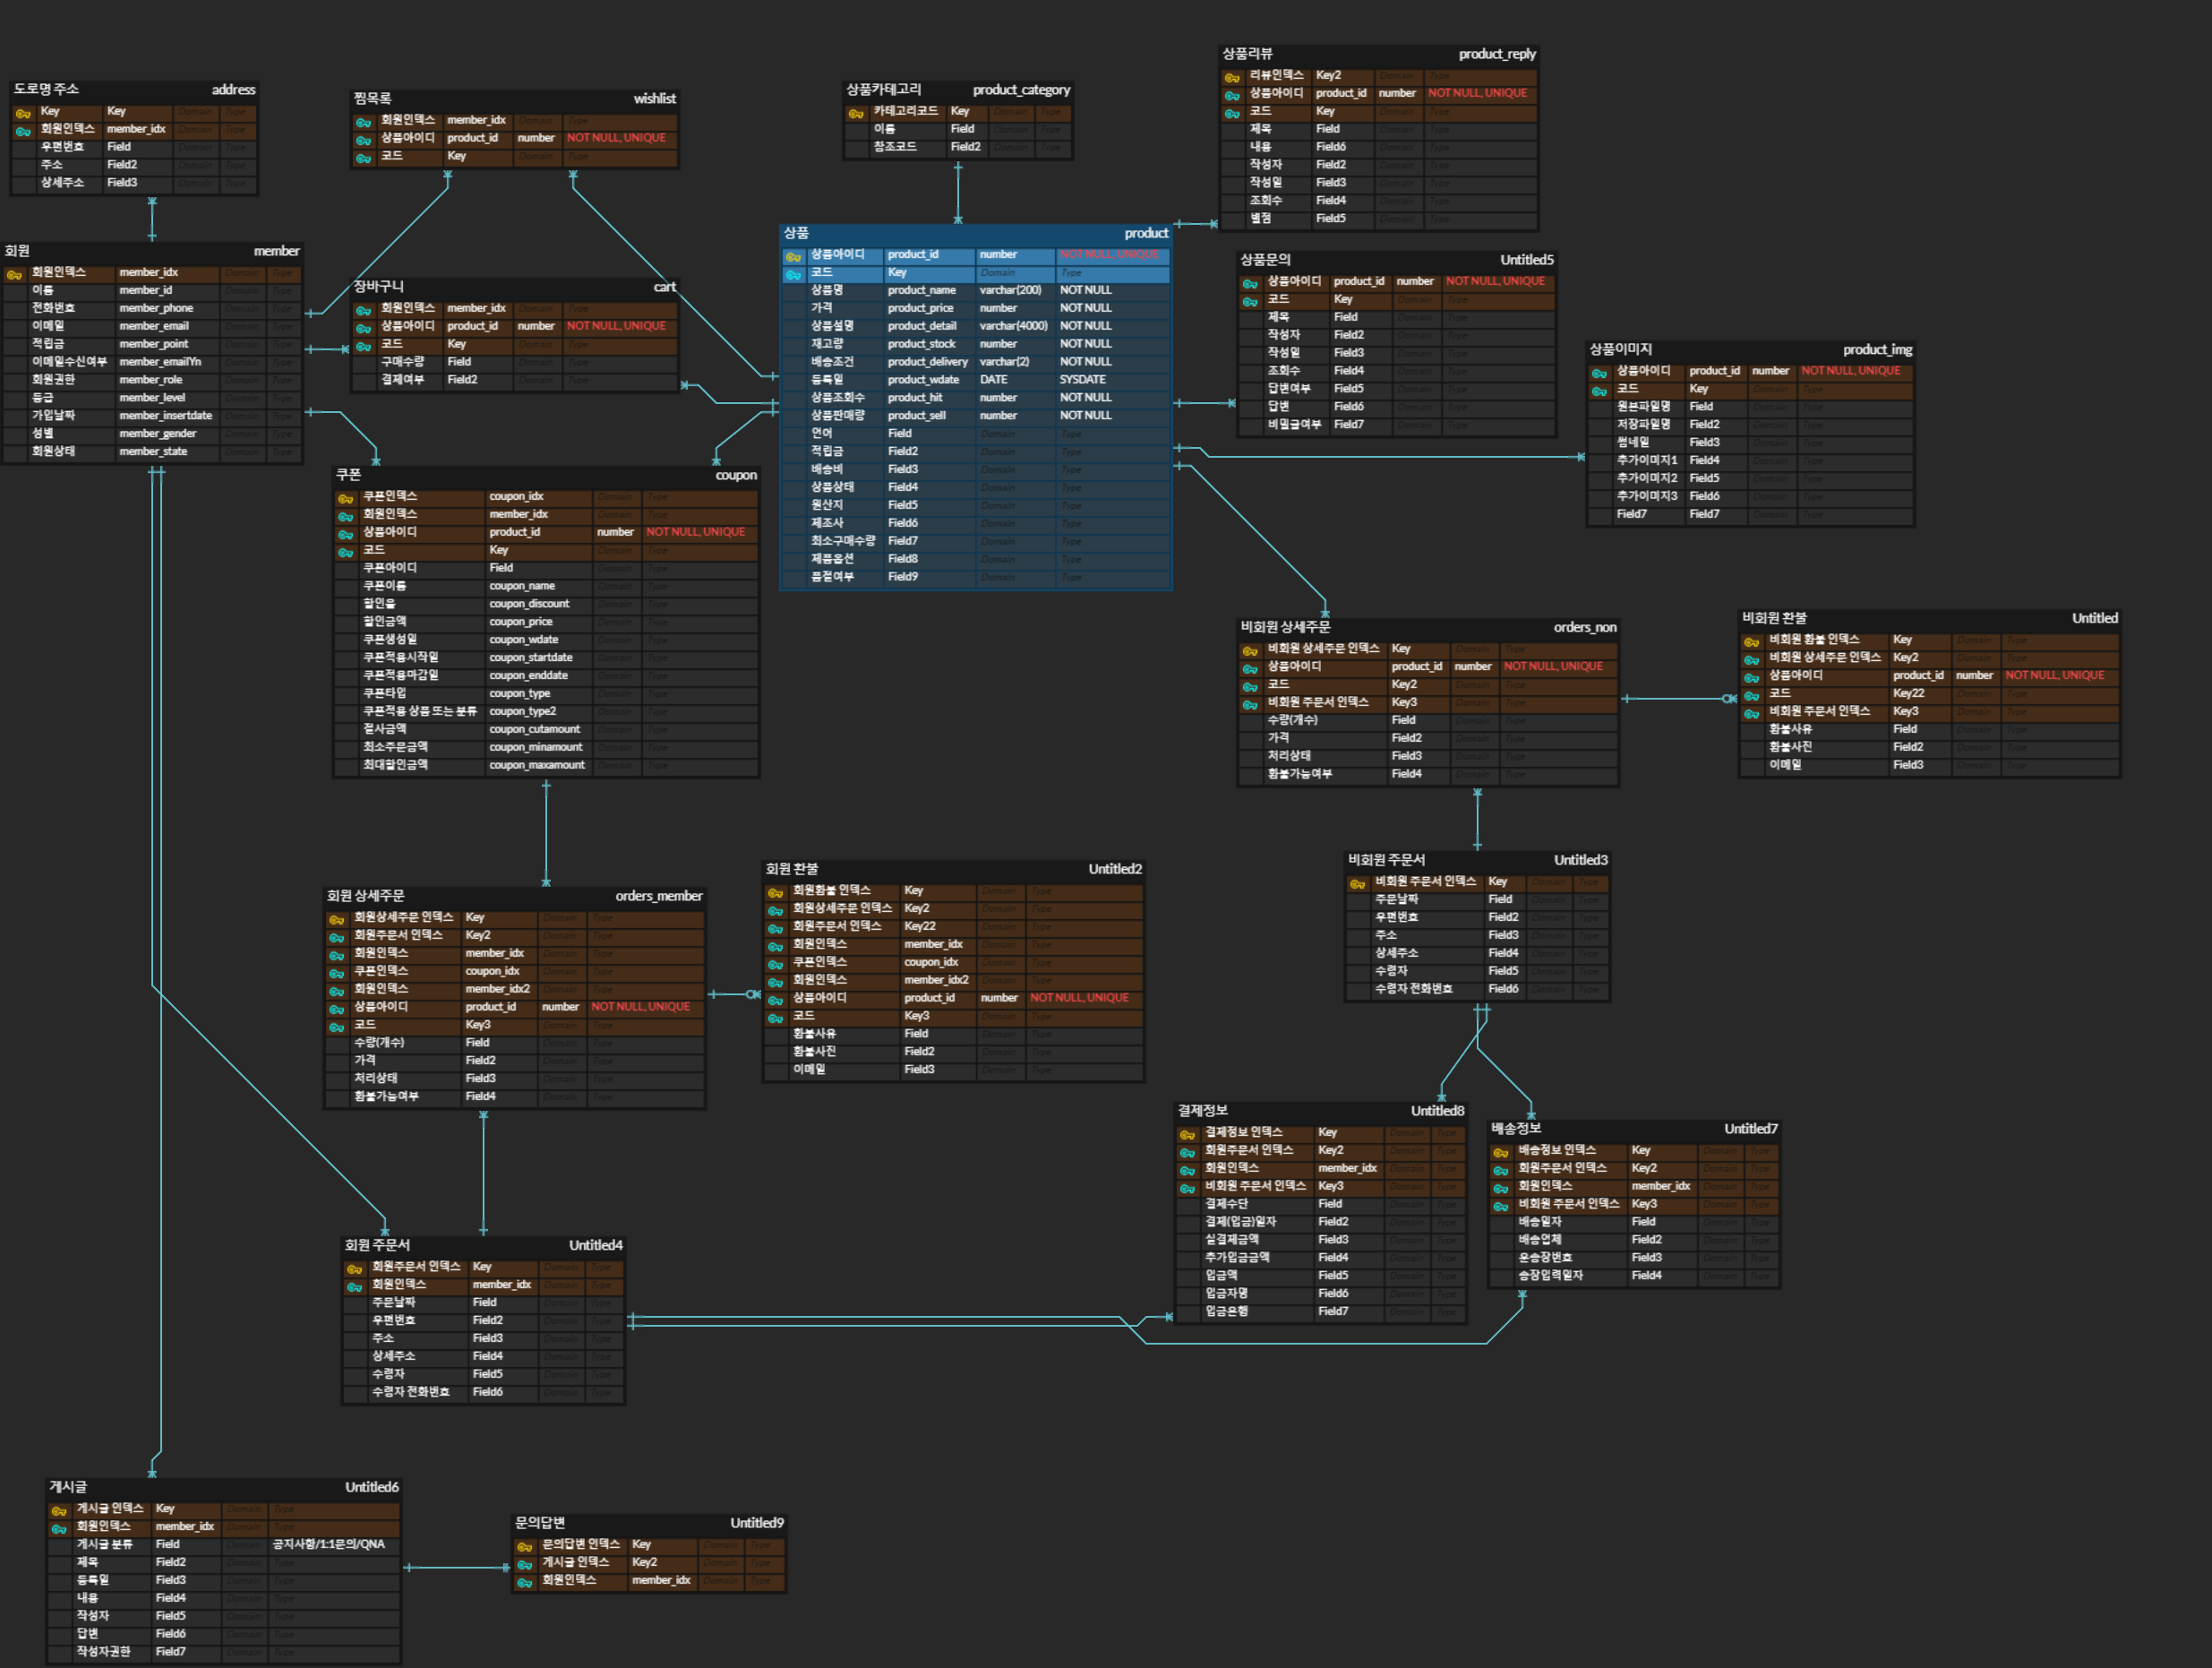 도로명 주소 address
Key Key Domain Type
회원인덱스 member_idx Domain Type
우편번호 Field Domain Type
주소 Field2 Domain Type
상세주소 Field3 Domain Type
찜목록 wishlist
회원인덱스 member_idx Domain Type
상품아이디 product_id number NOT NULL, UNIQUE
코드 Key Domain Type
상품카테고리 product_category
카테고리코드 Key Domain Type
이름 Field Domain Type
참조코드 Field2 Domain Type
상품리뷰 product_reply
리뷰인덱스 Key2 Domain Type
상품아이디 product_id number NOT NULL, UNIQUE
코드 Key Domain Type
제목 Field Domain Type
내용 Field6 Domain Type
작성자 Field2 Domain Type
작성일 Field3 Domain Type
조회수 Field4 Domain Type
별점 Field5 Domain Type
회원 member
회원인덱스 member_idx Domain Type
이름 member_id Domain Type
전화번호 member_phone Domain Type
이메일 member_email Domain Type
적립금 member_point Domain Type
이메일수신여부 member_emailYn Domain Type
회원권한 member_role Domain Type
등급 member_level Domain Type
가입날짜 member_insertdate Domain Type
성별 member_gender Domain Type
회원상태 member_state Domain Type
장바구니 cart
회원인덱스 member_idx Domain Type
상품아이디 product_id number NOT NULL, UNIQUE
코드 Key Domain Type
구매수량 Field Domain Type
결제여부 Field2 Domain Type
상품 product
상품아이디 product_id number NOT NULL, UNIQUE
코드 Key Domain Type
상품명 product_name varchar(200) NOT NULL
가격 product_price number NOT NULL
상품설명 product_detail varchar(4000) NOT NULL
재고량 product_stock number NOT NULL
배송조건 product_delivery varchar(2) NOT NULL
등록일 product_wdate DATE SYSDATE
상품조회수 product_hit number NOT NULL
상품판매량 product_sell number NOT NULL
언어 Field Domain Type
적립금 Field2 Domain Type
배송비 Field3 Domain Type
상품상태 Field4 Domain Type
원산지 Field5 Domain Type
제조사 Field6 Domain Type
최소구매수량 Field7 Domain Type
제품옵션 Field8 Domain Type
품절여부 Field9 Domain Type
상품문의 Untitled5
상품아이디 product_id number NOT NULL, UNIQUE
코드 Key Domain Type
제목 Field Domain Type
작성자 Field2 Domain Type
작성일 Field3 Domain Type
조회수 Field4 Domain Type
답변여부 Field5 Domain Type
답변 Field6 Domain Type
비밀글여부 Field7 Domain Type
상품이미지 product_img
상품아이디 product_id number NOT NULL, UNIQUE
코드 Key Domain Type
원본파일명 Field Domain Type
저장파일명 Field2 Domain Type
썸네일 Field3 Domain Type
추가이미지1 Field4 Domain Type
추가이미지2 Field5 Domain Type
추가이미지3 Field6 Domain Type
Field7 Field7 Domain Type
쿠폰 coupon
쿠폰인덱스 coupon_idx Domain Type
회원인덱스 member_idx Domain Type
상품아이디 product_id number NOT NULL, UNIQUE
코드 Key Domain Type
쿠폰아이디 Field Domain Type
쿠폰이름 coupon_name Domain Type
할인율 coupon_discount Domain Type
할인금액 coupon_price Domain Type
쿠폰생성일 coupon_wdate Domain Type
쿠폰적용시작일 coupon_startdate Domain Type
쿠폰적용마감일 coupon_enddate Domain Type
쿠폰타입 coupon_type Domain Type
쿠폰적용 상품 또는 분류 coupon_type2 Domain Type
절사금액 coupon_cutamount Domain Type
최소주문금액 coupon_minamount Domain Type
최대할인금액 coupon_maxamount Domain Type
비회원 상세주문 orders_non
비회원 상세주문 인덱스 Key Domain Type
상품아이디 product_id number NOT NULL, UNIQUE
코드 Key2 Domain Type
비회원 주문서 인덱스 Key3 Domain Type
수량(개수) Field Domain Type
가격 Field2 Domain Type
처리상태 Field3 Domain Type
환불가능여부 Field4 Domain Type
비회원 환불 Untitled
비회원 환불 인덱스 Key Domain Type
비회원 상세주문 인덱스 Key2 Domain Type
상품아이디 product_id number NOT NULL, UNIQUE
코드 Key22 Domain Type
비회원 주문서 인덱스 Key3 Domain Type
환불사유 Field Domain Type
환불사진 Field2 Domain Type
이메일 Field3 Domain Type
회원 상세주문 orders_member
회원상세주문 인덱스 Key Domain Type
회원주문서 인덱스 Key2 Domain Type
회원인덱스 member_idx Domain Type
쿠폰인덱스 coupon_idx Domain Type
회원인덱스 member_idx2 Domain Type
상품아이디 product_id number NOT NULL, UNIQUE
코드 Key3 Domain Type
수량(개수) Field Domain Type
가격 Field2 Domain Type
처리상태 Field3 Domain Type
환불가능여부 Field4 Domain Type
회원 환불 Untitled2
회원환불 인덱스 Key Domain Type
회원상세주문 인덱스 Key2 Domain Type
회원주문서 인덱스 Key22 Domain Type
회원인덱스 member_idx Domain Type
쿠폰인덱스 coupon_idx Domain Type
회원인덱스 member_idx2 Domain Type
상품아이디 product_id number NOT NULL, UNIQUE
코드 Key3 Domain Type
환불사유 Field Domain Type
환불사진 Field2 Domain Type
이메일 Field3 Domain Type
비회원 주문서 Untitled3
비회원 주문서 인덱스 Key Domain Type
주문날짜 Field Domain Type
우편번호 Field2 Domain Type
주소 Field3 Domain Type
상세주소 Field4 Domain Type
수령자 Field5 Domain Type
수령자 전화번호 Field6 Domain Type
결제정보 Untitled8
결제정보 인덱스 Key Domain Type
회원주문서 인덱스 Key2 Domain Type
회원인덱스 member_idx Domain Type
비회원 주문서 인덱스 Key3 Domain Type
결제수단 Field Domain Type
결제(입금)일자 Field2 Domain Type
실결제금액 Field3 Domain Type
추가입금금액 Field4 Domain Type
입금액 Field5 Domain Type
입금자명 Field6 Domain Type
입금은행 Field7 Domain Type
배송정보 Untitled7
배송정보 인덱스 Key Domain Type
회원주문서 인덱스 Key2 Domain Type
회원인덱스 member_idx Domain Type
비회원 주문서 인덱스 Key3 Domain Type
배송일자 Field Domain Type
배송업체 Field2 Domain Type
운송장번호 Field3 Domain Type
송장입력일자 Field4 Domain Type
회원 주문서 Untitled4
회원주문서 인덱스 Key Domain Type
회원인덱스 member_idx Domain Type
주문날짜 Field Domain Type
우편번호 Field2 Domain Type
주소 Field3 Domain Type
상세주소 Field4 Domain Type
수령자 Field5 Domain Type
수령자 전화번호 Field6 Domain Type
게시글 Untitled6
게시글 인덱스 Key Domain Type
회원인덱스 member_idx Domain Type
게시글 분류 Field Domain 공지사항/1:1문의/QNA
제목 Field2 Domain Type
등록일 Field3 Domain Type
내용 Field4 Domain Type
작성자 Field5 Domain Type
답변 Field6 Domain Type
작성자권한 Field7 Domain Type
문의답변 Untitled9
문의답변 인덱스 Key Domain Type
게시글 인덱스 Key2 Domain Type
회원인덱스 member_idx Domain Type